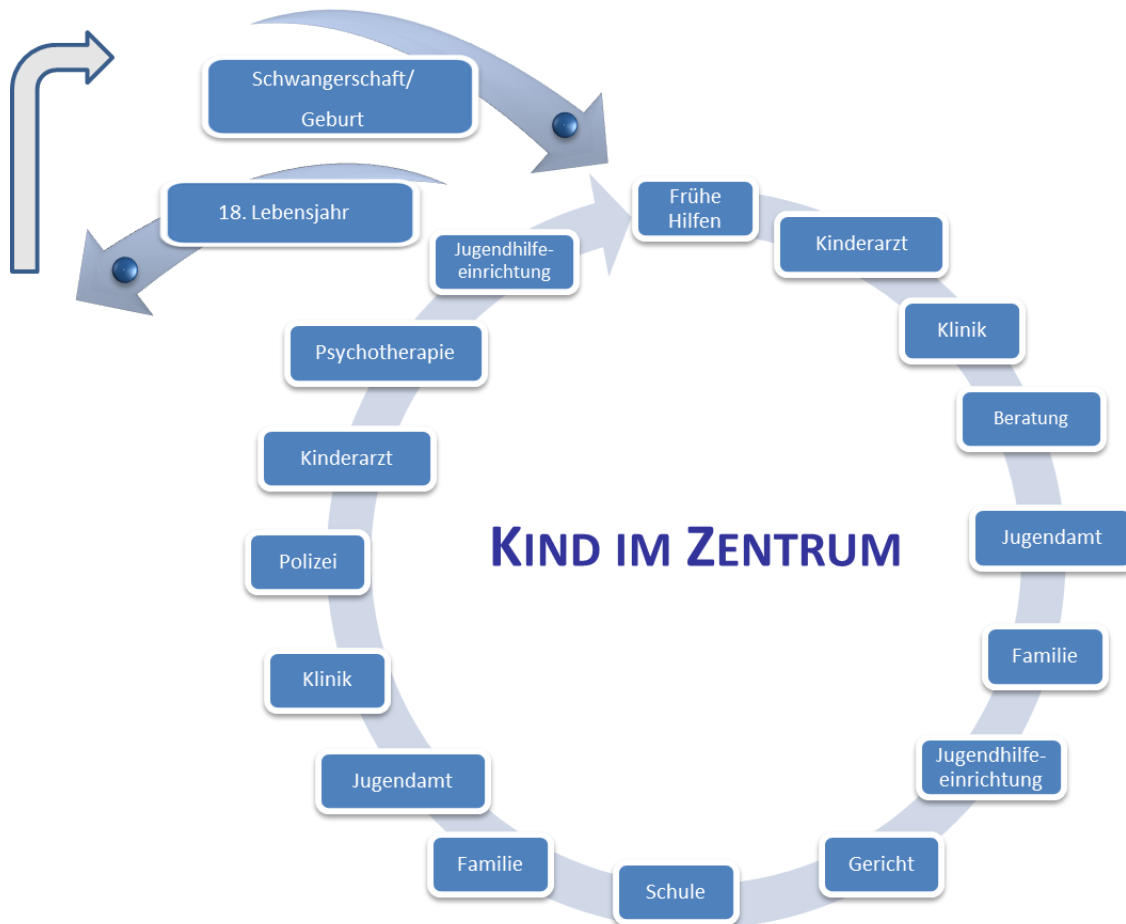 Schwangerschaft/
Geburt
18. Lebensjahr
Frühe
Hilfen
Kinderarzt
Klinik
Beratung
Jugendamt
Familie
Jugendhilfe-
einrichtung
Gericht
Schule
Familie
Jugendamt
Klinik
Polizei
Kinderarzt
Psychotherapie
Jugendhilfe-
einrichtung
KIND IM ZENTRUM